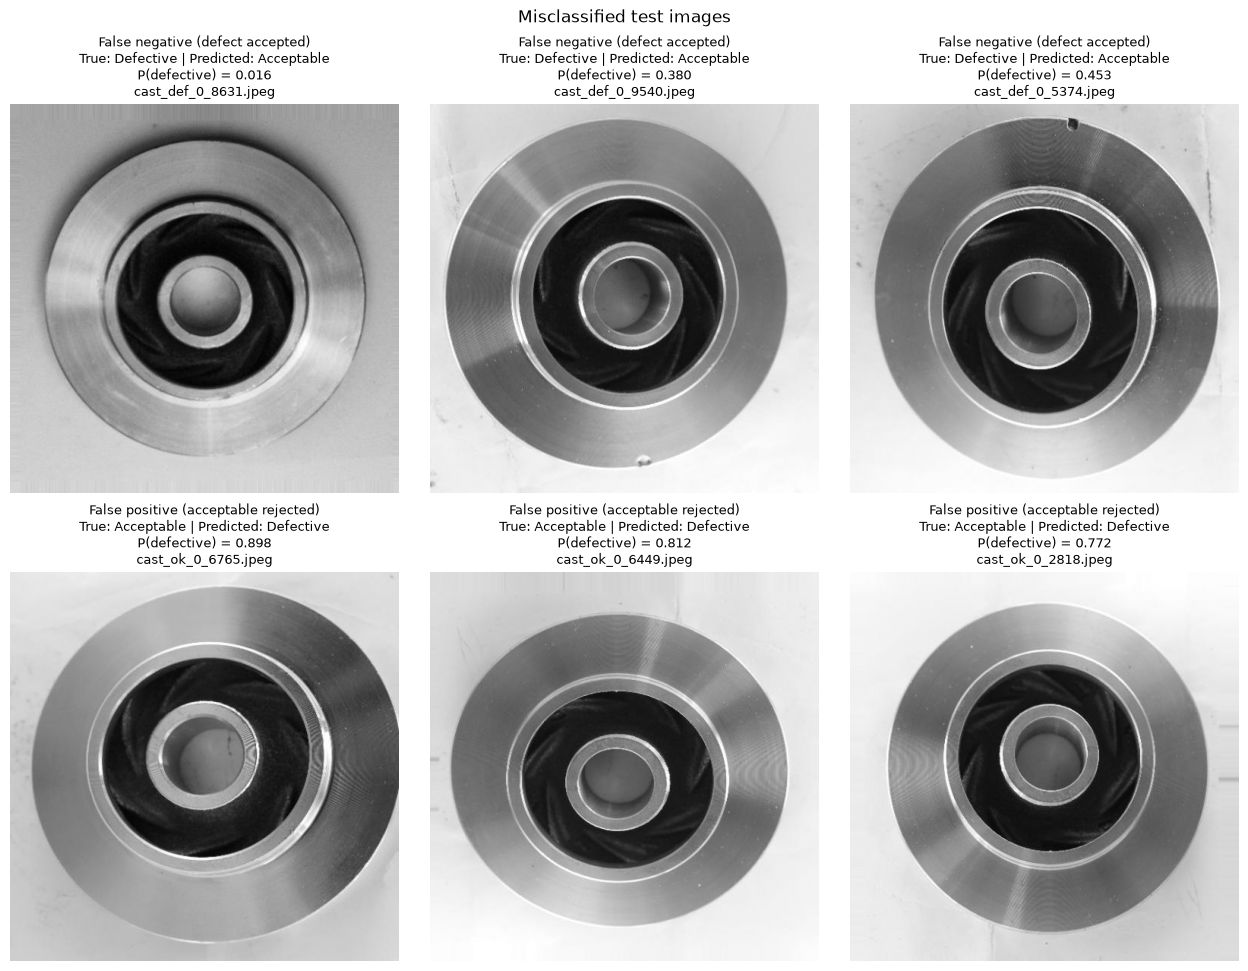 Misclassified test images
False negative (defect accepted)
True: Defective | Predicted: Acceptable
P(defective) = 0.016
cast_def_0_8631.jpeg
False negative (defect accepted)
True: Defective | Predicted: Acceptable
P(defective) = 0.380
cast_def_0_9540.jpeg
False negative (defect accepted)
True: Defective | Predicted: Acceptable
P(defective) = 0.453
cast_def_0_5374.jpeg
False positive (acceptable rejected)
True: Acceptable | Predicted: Defective
P(defective) = 0.898
cast_ok_0_6765.jpeg
False positive (acceptable rejected)
True: Acceptable | Predicted: Defective
P(defective) = 0.812
cast_ok_0_6449.jpeg
False positive (acceptable rejected)
True: Acceptable | Predicted: Defective
P(defective) = 0.772
cast_ok_0_2818.jpeg